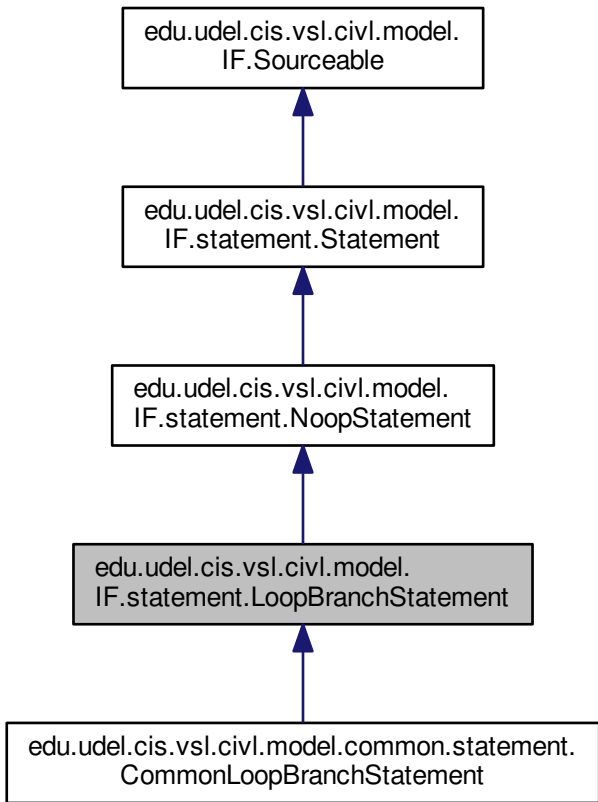 edu.udel.cis.vsl.civl.model.
IF.Sourceable
edu.udel.cis.vsl.civl.model.
IF.statement.Statement
edu.udel.cis.vsl.civl.model.
IF.statement.NoopStatement
edu.udel.cis.vsl.civl.model.
IF.statement.LoopBranchStatement
edu.udel.cis.vsl.civl.model.common.statement.
CommonLoopBranchStatement